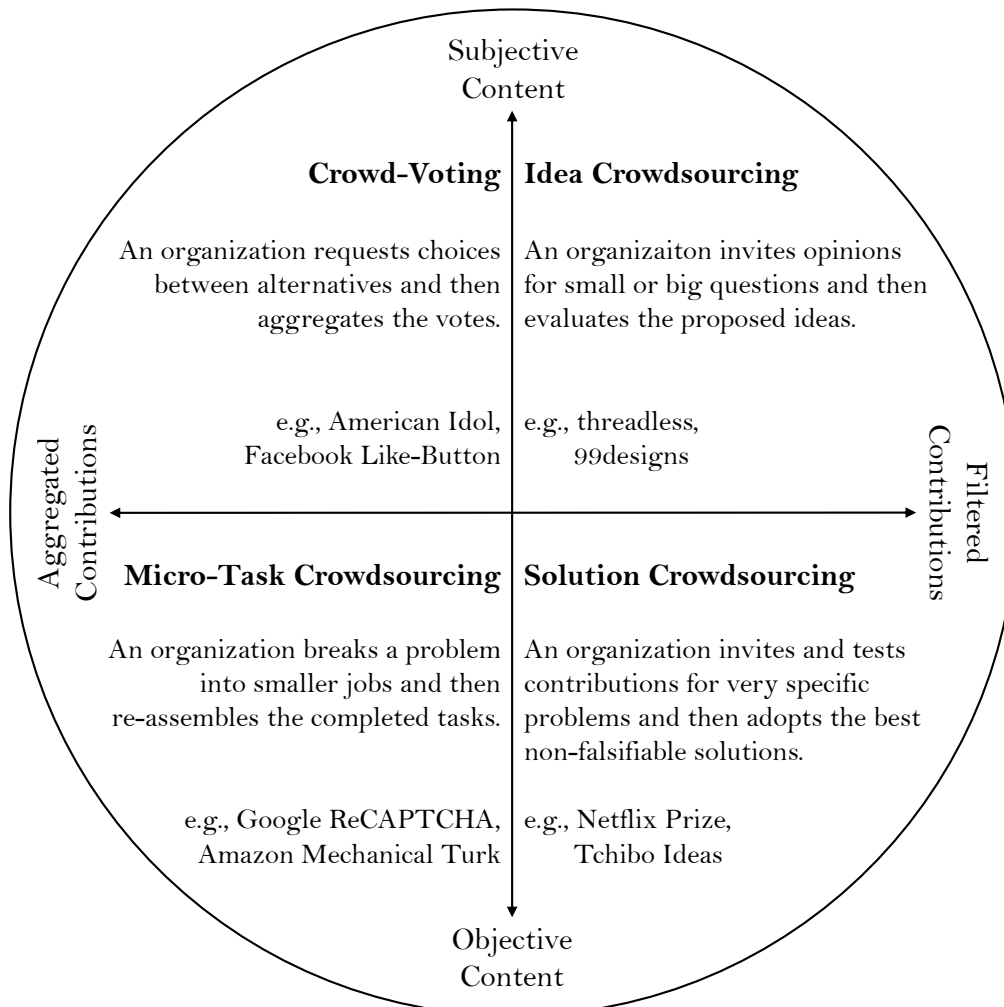 Subjective
Content
Crowd-Voting
An organization requests choices
between alternatives and then
aggregates the votes.
e.g., American Idol,
Facebook Like-Button
Idea Crowdsourcing
An organizaiton invites opinions
for small or big questions and then
evaluates the proposed ideas.
e.g., threadless,
99designs
Aggregated
Contributions
Filtered
Contributions
Micro-Task Crowdsourcing
An organization breaks a problem
into smaller jobs and then
re-assembles the completed tasks.
e.g., Google ReCAPTCHA,
Amazon Mechanical Turk
Solution Crowdsourcing
An organization invites and tests
contributions for very specific
problems and then adopts the best
non-falsifiable solutions.
e.g., Netflix Prize,
Tchibo Ideas
Objective
Content